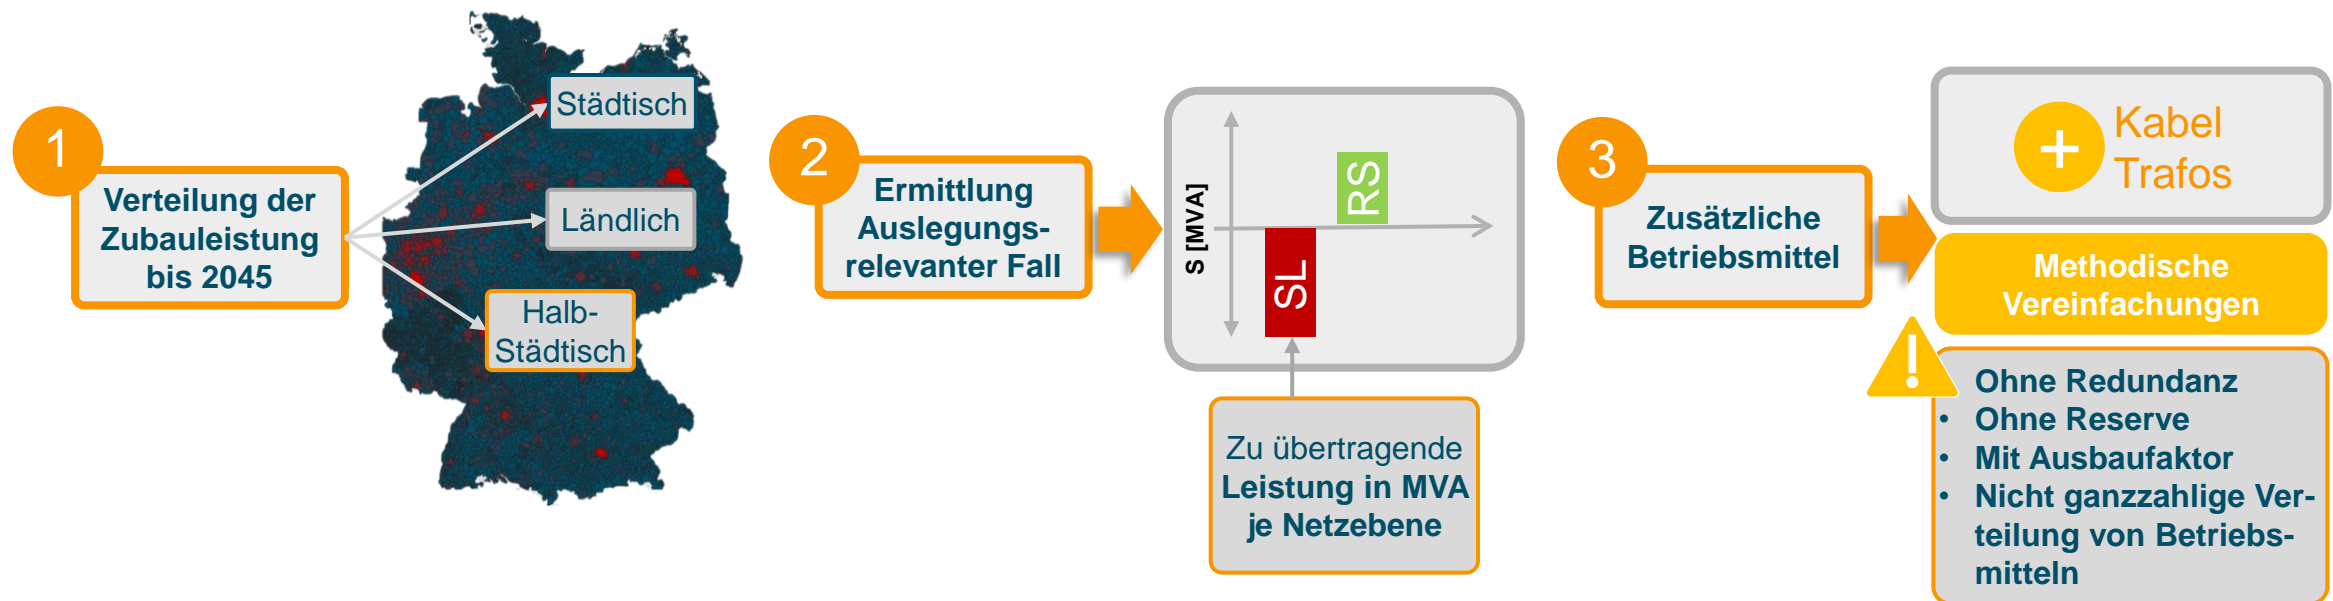 1
Verteilung der
Zubauleistung
bis 2045
Städtisch
Ländlich
Halb-
Städtisch
2
Ermittlung
Auslegungs-
relevanter Fall
S [MVA]
RS
SL
Zu übertragende
Leistung in MVA
je Netzebene
3
Zusätzliche
Betriebsmittel
+
Kabel
Trafos
Methodische
Vereinfachungen
!
Ohne Redundanz
• Ohne Reserve
• Mit Ausbaufaktor
• Nicht ganzzahlige Ver-
teilung von Betriebs-
mitteln